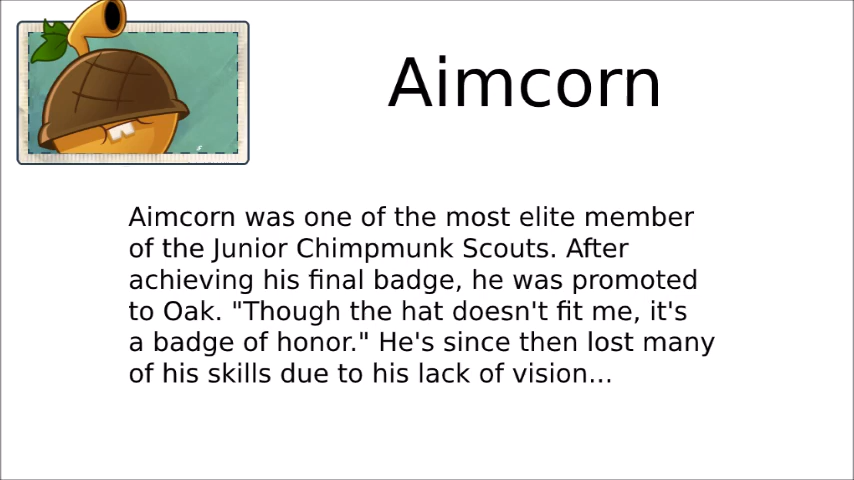 Aimcorn
Aimcorn was one of the most elite member
of the Junior Chimpmunk Scouts. After
achieving his final badge, he was promoted
to Oak. "Though the hat doesn't fit me, it's
a badge of honor." He's since then lost many
of his skills due to his lack of vision...